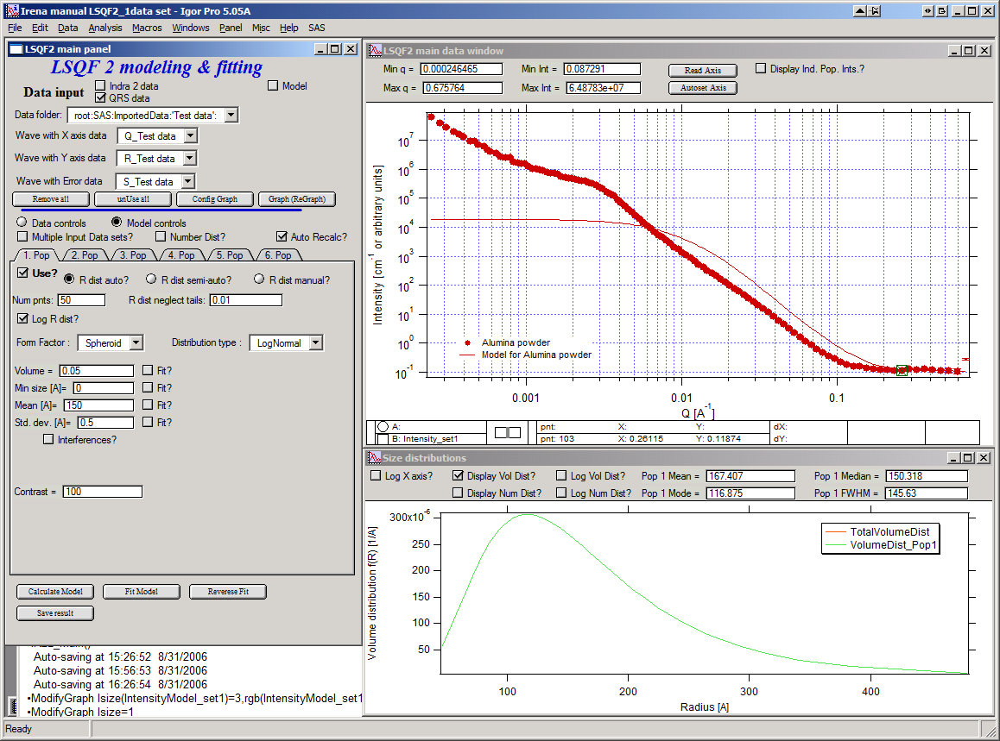 Irena manual LSQF2_1data set - Igor Pro 5.05A
File Edit Data Analysis Macros Windows Panel Misc Help SAS
LSQF2 main panel
LSQF 2 modeling & fitting
Data input
Indra 2 data
Model
QRS data
Data folder: root:SAS:ImportedData:'Test data':
Wave with X axis data Q_Test data
Wave with Y axis data R_Test data
Wave with Error data S_Test data
Remove all unUse all Config Graph Graph (ReGraph)
Data controls Model controls
Multiple Input Data sets? Number Dist? Auto Recalc?
1. Pop 2. Pop 3. Pop 4. Pop 5. Pop 6. Pop
Use? R dist auto? R dist semi-auto? R dist manual?
Num pnts: 50 R dist neglect tails: 0.01
Log R dist?
Form Factor : Spheroid Distribution type : LogNormal
Volume = 0.05 Fit?
Min size [A]= 0 Fit?
Mean [A]= 150 Fit?
Std. dev. [A]= 0.5 Fit?
Interferences?
Contrast = 100
Calculate Model Fit Model Reverese Fit
Save result
Auto-saving at 15:26:52 8/31/2006
Auto-saving at 15:56:53 8/31/2006
Auto-saving at 16:26:54 8/31/2006
•ModifyGraph lsize(IntensityModel_set1)=3,rgb(IntensityModel_set1
•ModifyGraph lsize=1
Ready
LSQF2 main data window
Min q = 0.000246465 Min Int = 0.087291 Read Axis Display Ind. Pop. Ints.?
Max q = 0.675764 Max Int = 6.48783e+07 Autoset Axis
Intensity [cm-1 or arbitrary units]
10^7
10^6
10^5
10^4
10^3
10^2
10^1
10^0
10^-1
Alumina powder
Model for Alumina powder
0.001 0.01 0.1
Q [A^-1]
A: pnt: X: Y: dX:
B: Intensity_set1 pnt: 103 X: 0.26115 Y: 0.11874 dY:
Size distributions
Log X axis? Display Vol Dist? Log Vol Dist? Pop 1 Mean = 167.407 Pop 1 Median = 150.318
Display Num Dist? Log Num Dist? Pop 1 Mode = 116.875 Pop 1 FWHM = 145.63
Volume distribution f(R) [1/A]
300x10^-6
250
200
150
100
50
TotalVolumeDist
VolumeDist_Pop1
100 200 300 400
Radius [A]